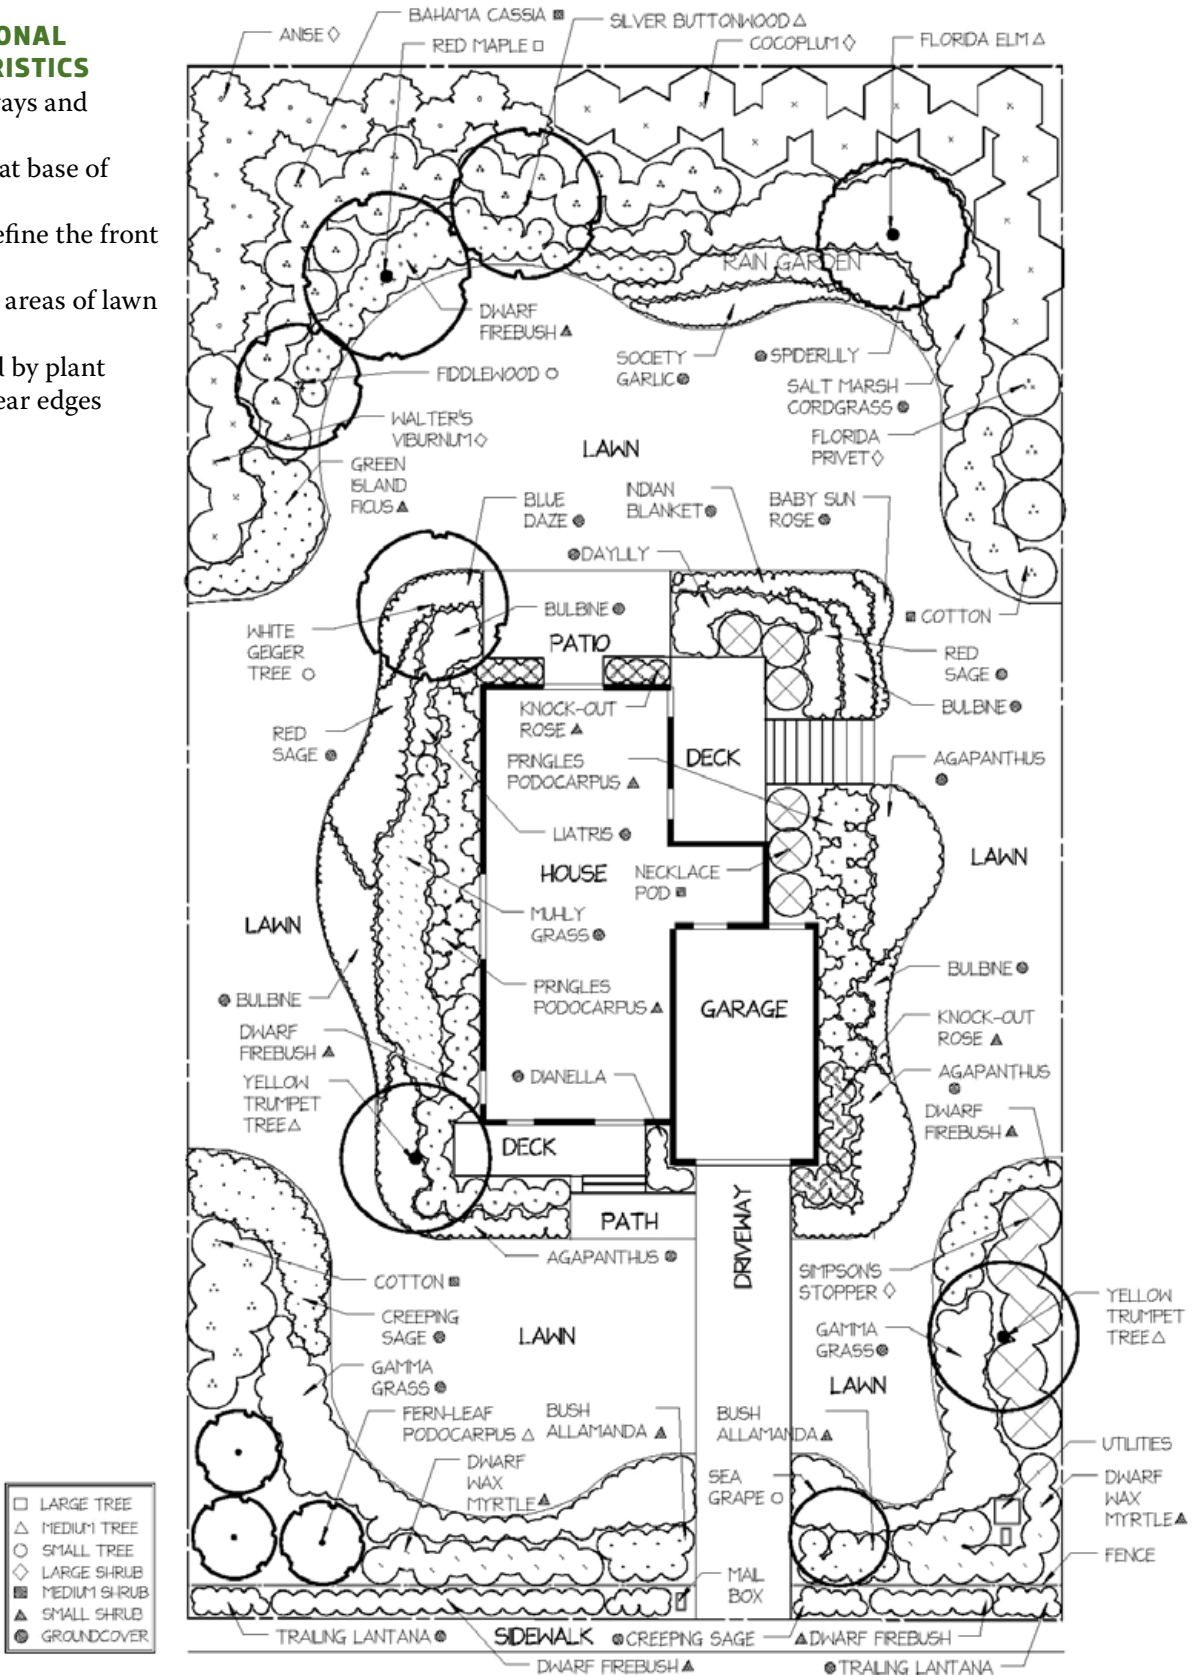 ONAL
RISTICS
ways and
at base of
efine the front
areas of lawn
d by plant
ear edges
ANISE ◇
BAHAMA CASSIA ■
RED MAPLE □
SILVER BUTTONWOOD △
COCOPLUM ◇
FLORIDA ELM △
RAIN GARDEN
DWARF
FIREBUSH ▲
SOCIETY
GARLIC ●
● SPIDERLILY
FIDDLEWOOD ○
SALT MARSH
CORDGRASS ●
WALTER'S
VIBURNUM ◇
FLORIDA
PRIVET ◇
LAWN
GREEN
ISLAND
FICUS ▲
BLUE
DAZE ●
INDIAN
BLANKET ●
BABY SUN
ROSE ●
● DAYLILY
BULBINE ●
■ COTTON
WHITE
GEIGER
TREE ○
PATIO
RED
SAGE ●
BULBINE ●
KNOCK-OUT
ROSE ▲
RED
SAGE ●
PRINGLES
PODOCARPUS ▲
DECK
AGAPANTHUS
●
LIATRIS ●
HOUSE
NECKLACE
POD ■
LAWN
MUHLY
GRASS ●
LAWN
BULBINE ●
PRINGLES
PODOCARPUS ▲
● BULBINE
GARAGE
KNOCK-OUT
ROSE ▲
DWARF
FIREBUSH ▲
● DIANELLA
AGAPANTHUS
●
YELLOW
TRUMPET
TREE △
DWARF
FIREBUSH ▲
DECK
PATH
DRIVEWAY
AGAPANTHUS ●
COTTON ■
SIMPSON'S
STOPPER ◇
CREEPING
SAGE ●
LAWN
GAMMA
GRASS ●
YELLOW
TRUMPET
TREE △
GAMMA
GRASS ●
LAWN
FERN-LEAF
PODOCARPUS △
BUSH
ALLAMANDA ▲
BUSH
ALLAMANDA ▲
UTILITIES
DWARF
WAX
MYRTLE ▲
SEA
GRAPE ○
DWARF
WAX
MYRTLE ▲
FENCE
MAIL
BOX
□ LARGE TREE
△ MEDIUM TREE
○ SMALL TREE
◇ LARGE SHRUB
■ MEDIUM SHRUB
▲ SMALL SHRUB
● GROUNDCOVER
TRAILING LANTANA ●
SIDEWALK
● CREEPING SAGE
▲ DWARF FIREBUSH
DWARF FIREBUSH ▲
● TRAILING LANTANA